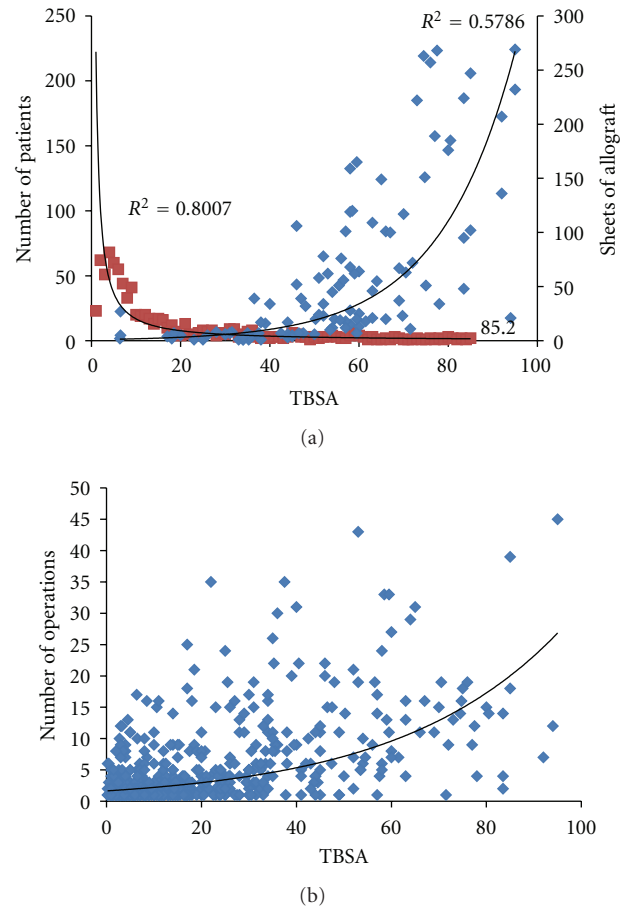 250
200
150
100
50
0
Number of patients
R² = 0.5786
R² = 0.8007
300
250
200
150
100
50
0
Sheets of allograft
85.2
0 20 40 60 80 100
TBSA
(a)
50
45
40
35
30
25
20
15
10
5
0
Number of operations
0 20 40 60 80 100
TBSA
(b)